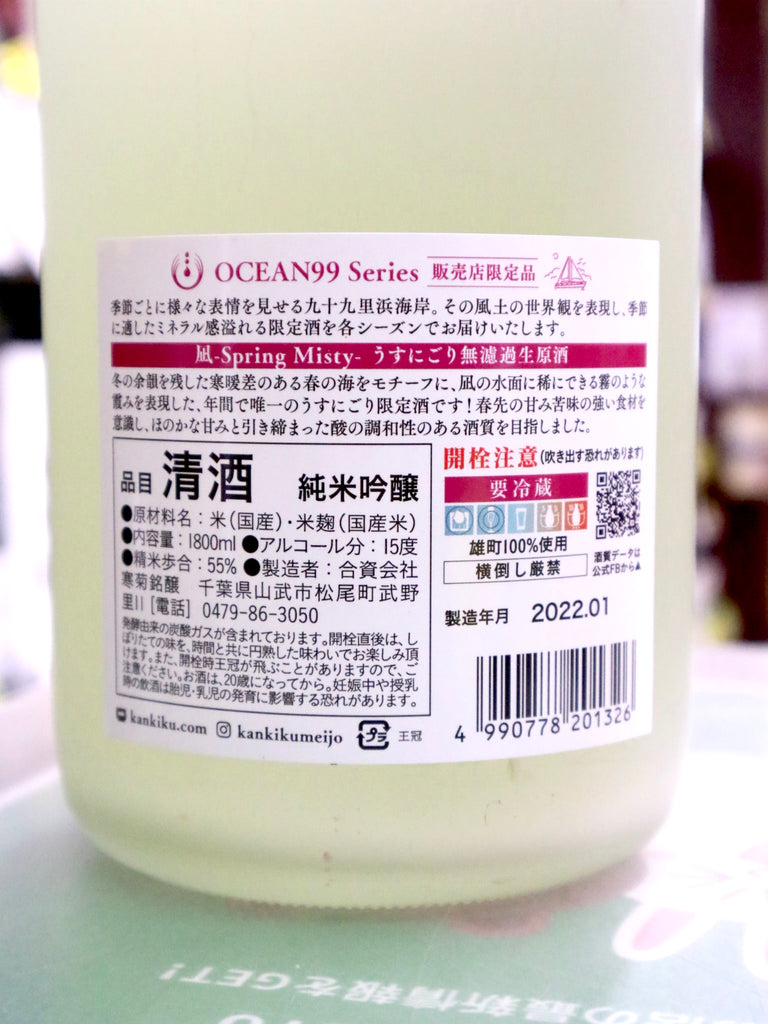 OCEAN99 Series 販売店限定品
季節ごとに様々な表情を見せる九十九里浜海岸。その風土の世界観を表現し、季節
に適したミネラル感溢れる限定酒を各シーズンでお届けいたします。
凪-Spring Misty- うすにごり無濾過生原酒
冬の余韻を残した寒暖差のある春の海をモチーフに、凪の水面に稀にできる霧のような
霞みを表現した、年間で唯一のうすにごり限定酒です!春先の甘み苦味の強い食材を
意識し、ほのかな甘みと引き締まった酸の調和性のある酒質を目指しました。
品目 清酒 純米吟醸
●原材料名:米(国産)・米麹(国産米)
●内容量:1800ml ●アルコール分:15度
●精米歩合:55% ●製造者:合資会社
寒菊銘醸 千葉県山武市松尾町武野
里11 [電話] 0479-86-3050
発酵由来の炭酸ガスが含まれております。開栓直後は、し
ぼりたての味を、時間と共に円熟した味わいでお楽しみ頂
けます。また、開栓時王冠が飛ぶことがありますので、ご
注意ください。お酒は、20歳になってから。妊娠中や授乳
時の飲酒は胎児・乳児の発育に影響する恐れがあります。
開栓注意(吹き出す恐れがあります)
要冷蔵
雄町100%使用
横倒し厳禁
酒質データは
公式FBから▲
製造年月 2022.01
4 990778 201326
kankiku.com kankikumeijo プラ 王冠
店の最新情報をGET!